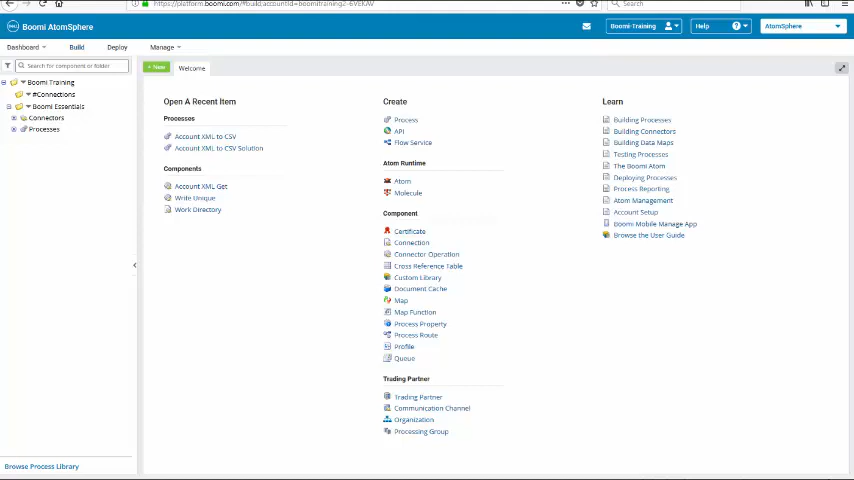 https://platform.boomi.com/#build;accountId=boomitraining2-6VEKAV
Search
Boomi AtomSphere
Boomi-Training
Help
AtomSphere
Dashboard
Build
Deploy
Manage
Search for component or folder
+ New
Welcome
Boomi Training
#Connections
Boomi Essentials
Connectors
Processes
Open A Recent Item
Processes
Account XML to CSV
Account XML to CSV Solution
Components
Account XML Get
Write Unique
Work Directory
Create
Process
API
Flow Service
Atom Runtime
Atom
Molecule
Component
Certificate
Connection
Connector Operation
Cross Reference Table
Custom Library
Document Cache
Map
Map Function
Process Property
Process Route
Profile
Queue
Trading Partner
Trading Partner
Communication Channel
Organization
Processing Group
Learn
Building Processes
Building Connectors
Building Data Maps
Testing Processes
The Boomi Atom
Deploying Processes
Process Reporting
Atom Management
Account Setup
Boomi Mobile Manage App
Browse the User Guide
Browse Process Library